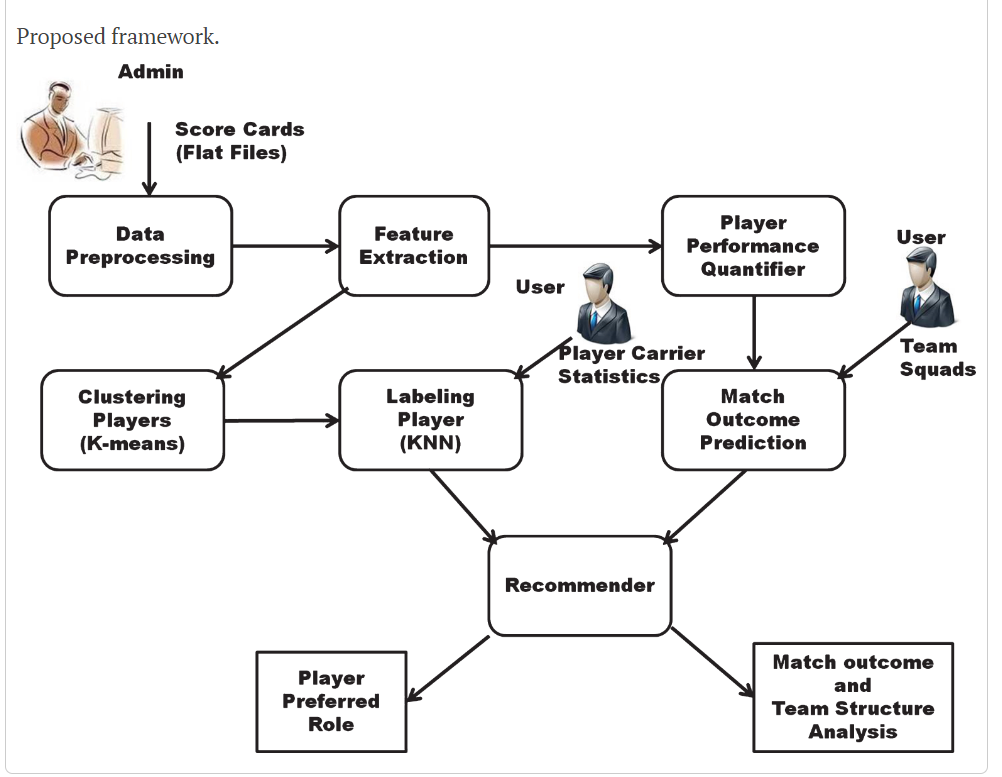 Proposed framework.
Admin
Score Cards
(Flat Files)
Data
Preprocessing
Feature
Extraction
Player
Performance
Quantifier
User
User
Player Carrier
Statistics
Team
Squads
Clustering
Players
(K-means)
Labeling
Player
(KNN)
Match
Outcome
Prediction
Recommender
Player
Preferred
Role
Match outcome
and
Team Structure
Analysis